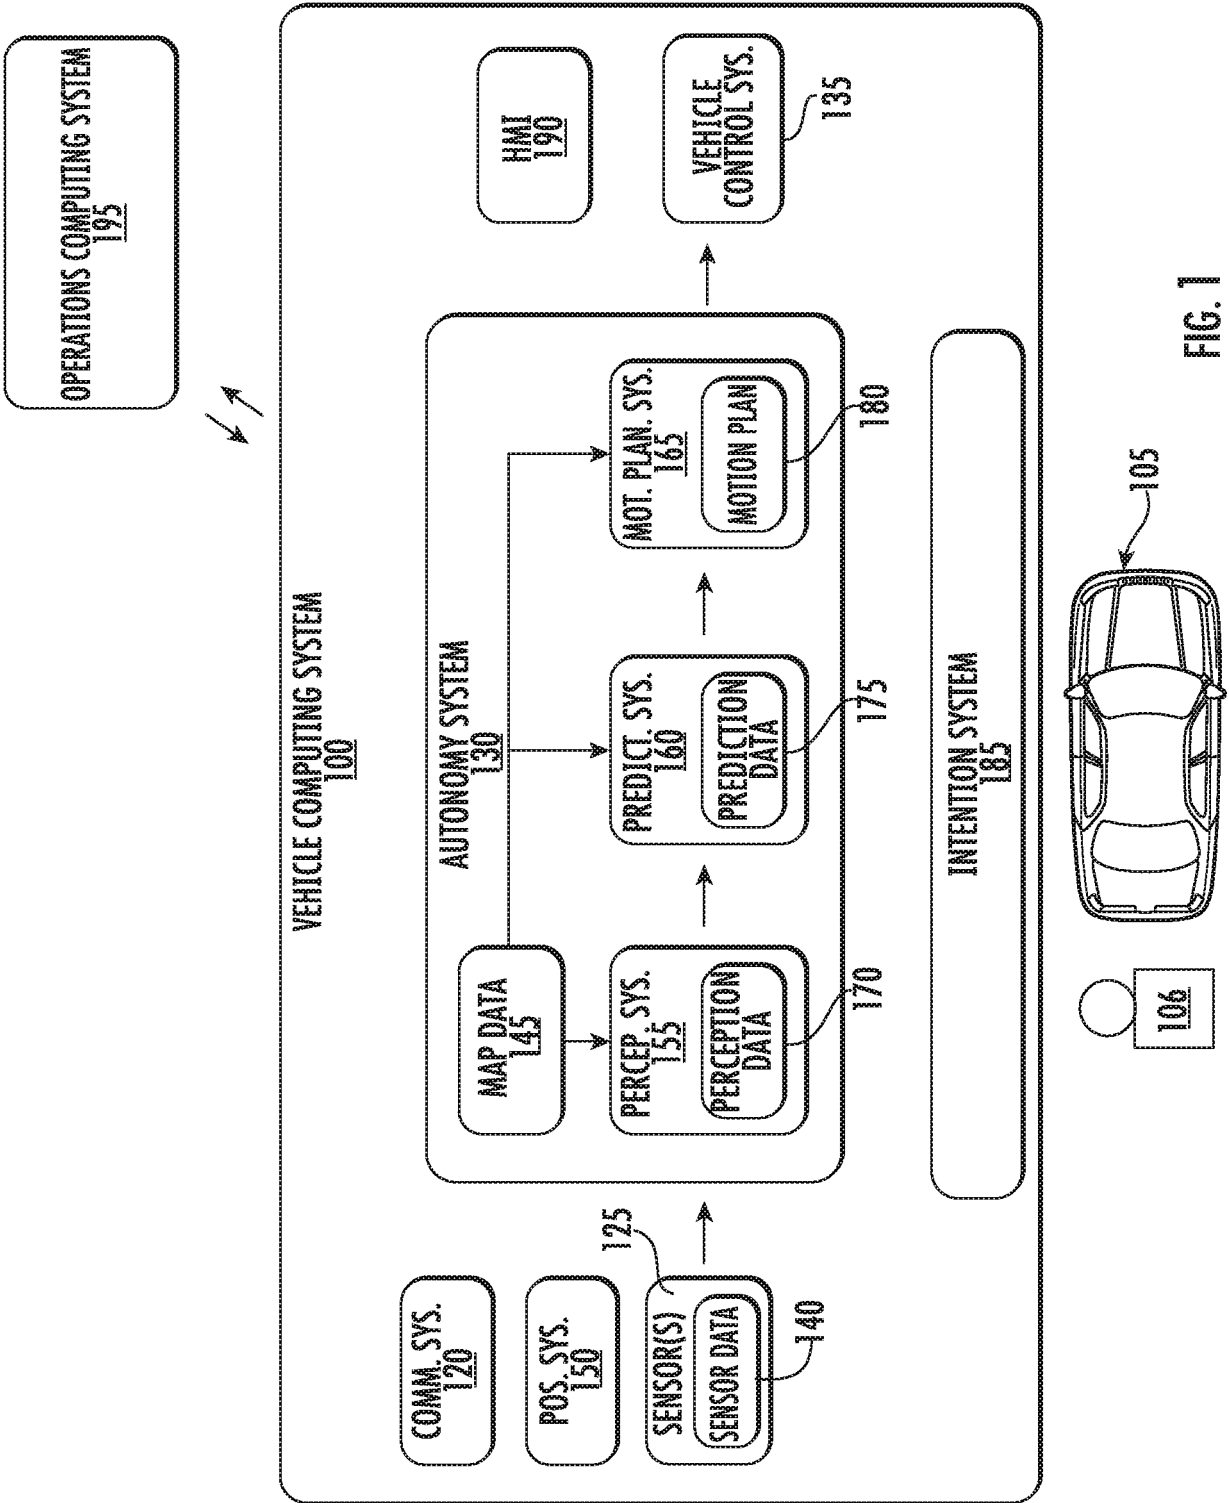 OPERATIONS COMPUTING SYSTEM
195
VEHICLE COMPUTING SYSTEM
100
COMM. SYS.
120
POS. SYS.
150
SENSOR(S)
125
SENSOR DATA
140
AUTONOMY SYSTEM
130
MAP DATA
145
PERCEP. SYS.
155
PERCEPTION
DATA
170
PREDICT. SYS.
160
PREDICTION
DATA
175
MOT. PLAN. SYS.
165
MOTION PLAN
180
HMI
190
VEHICLE
CONTROL SYS.
135
INTENTION SYSTEM
185
106
105
FIG. 1